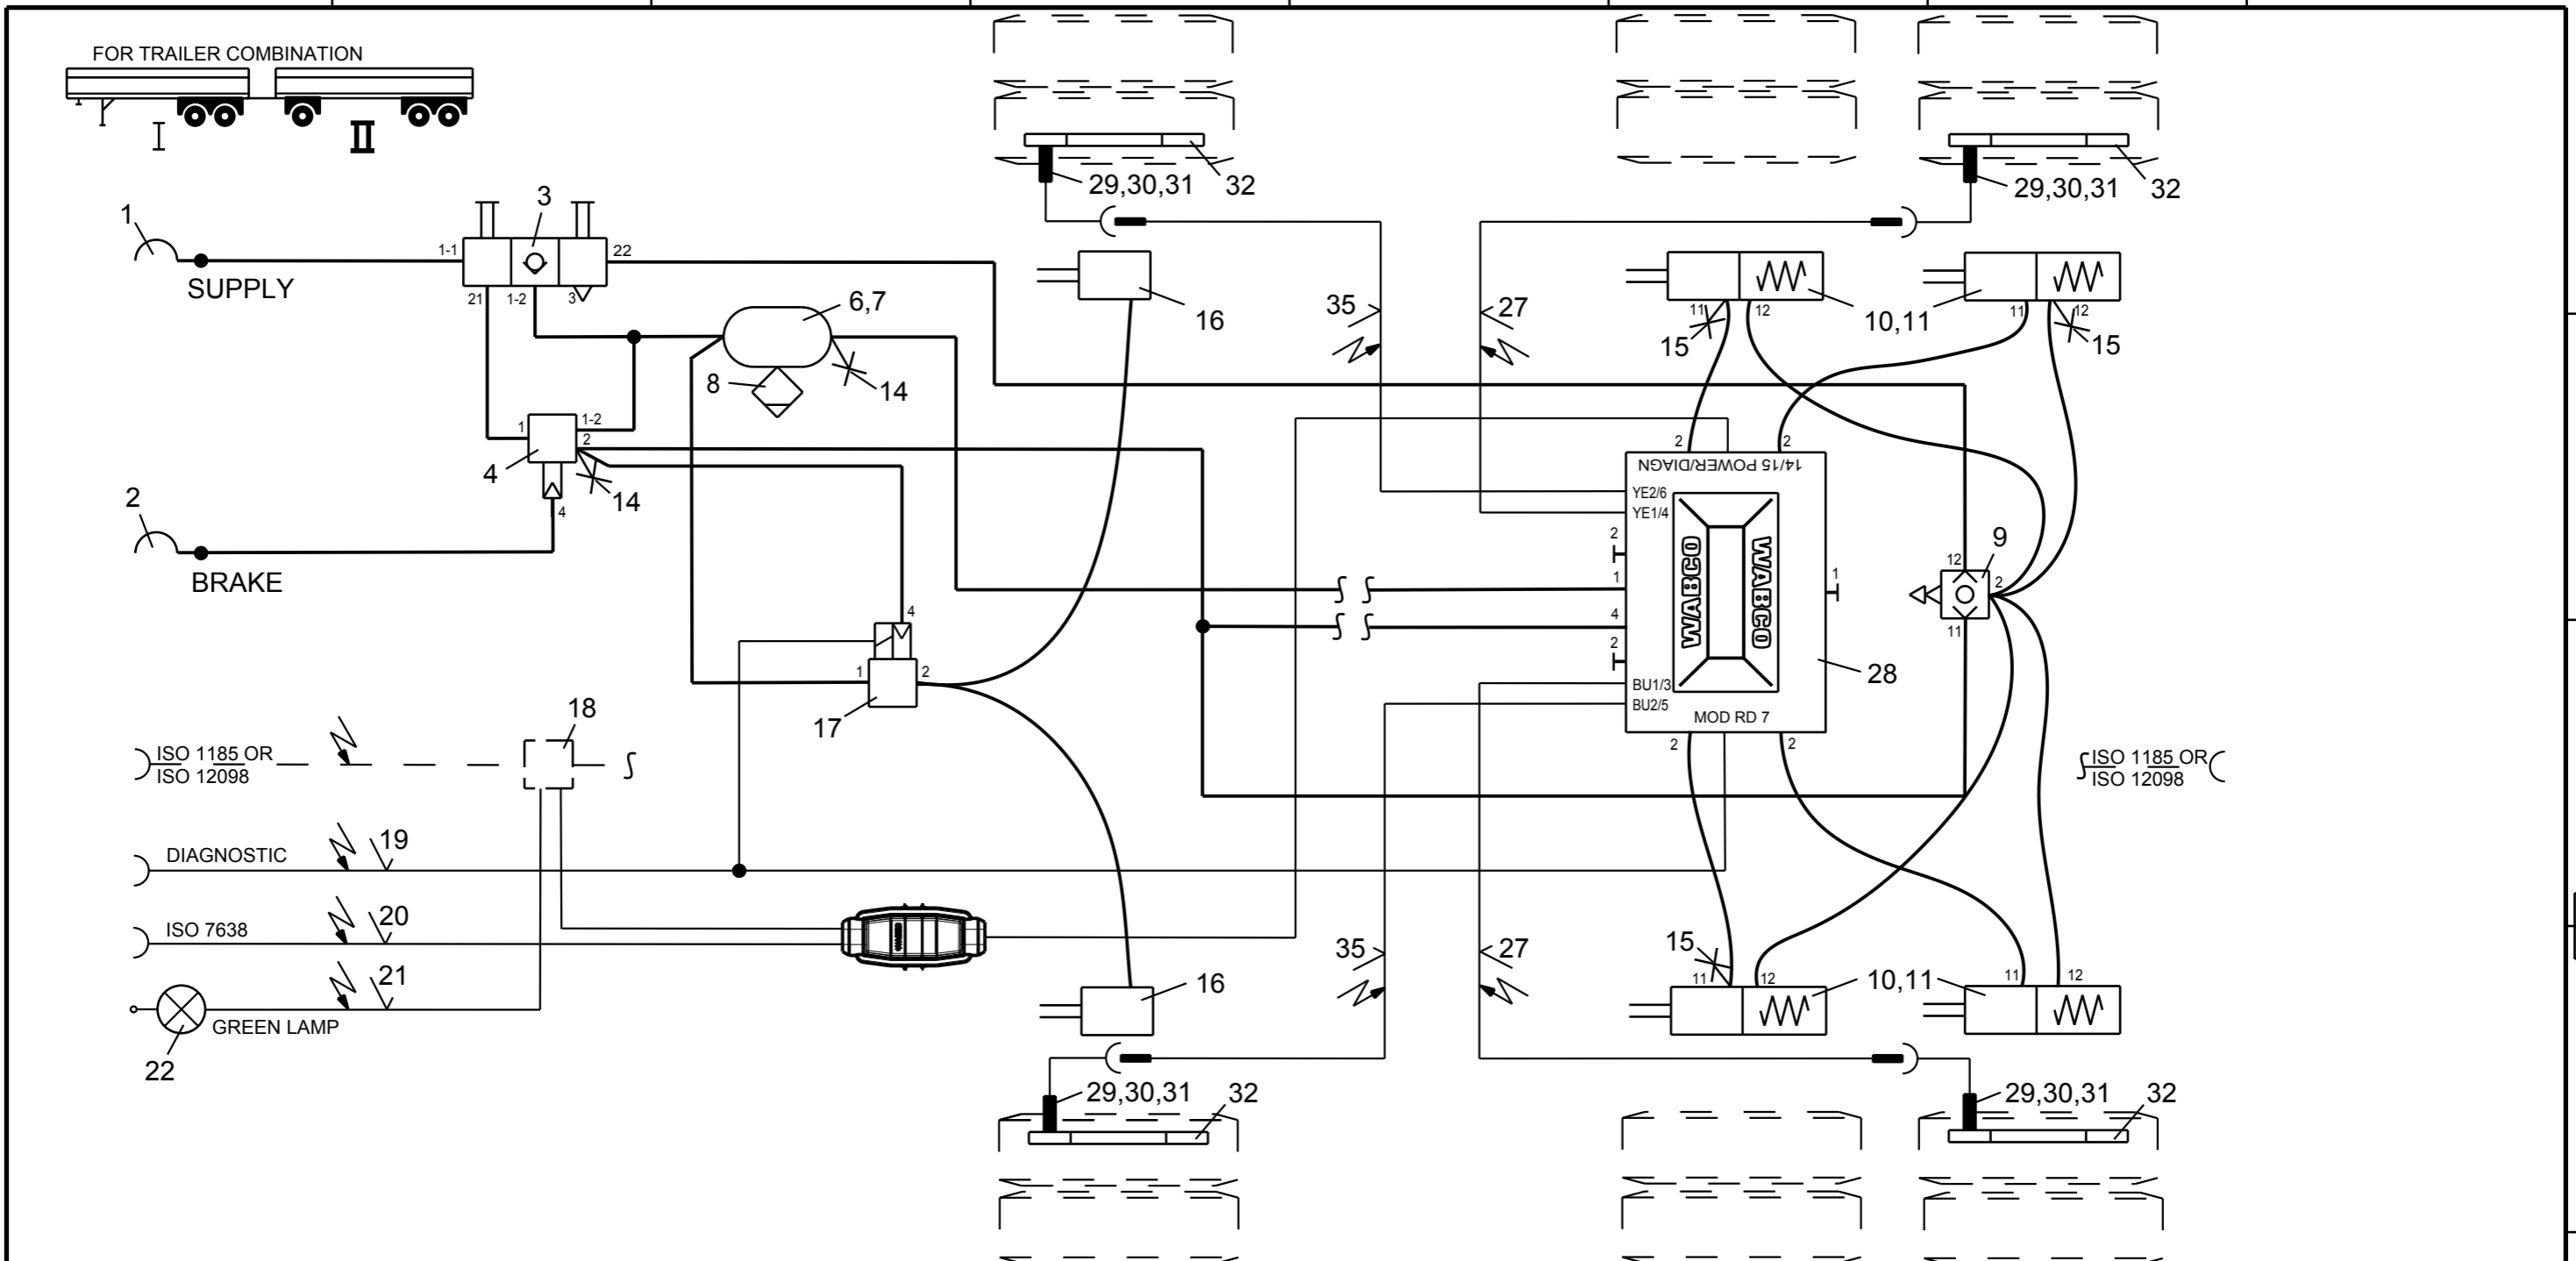 FOR TRAILER COMBINATION
I II
1
SUPPLY
1-1
3
22
21 1-2 3
6,7
8
14
1 1-2
2
4
14
4
2
BRAKE
29,30,31 32
16
35
27
29,30,31 32
11 12
15
10,11
11 12
15
2 2
14/15 POWER/DIAGN
YE2/6
YE1/4
2
1
4
2
BU1/3
BU2/5
WABCO WABCO
MOD RD 7
1
28
2 2
12 9
2
11
4
1 2
17
18
ISO 1185 OR
ISO 12098
DIAGNOSTIC 19
ISO 7638 20
21
GREEN LAMP
22
ISO 1185 OR
ISO 12098
16
35
27
15
11 12
10,11
11 12
29,30,31 32
29,30,31 32